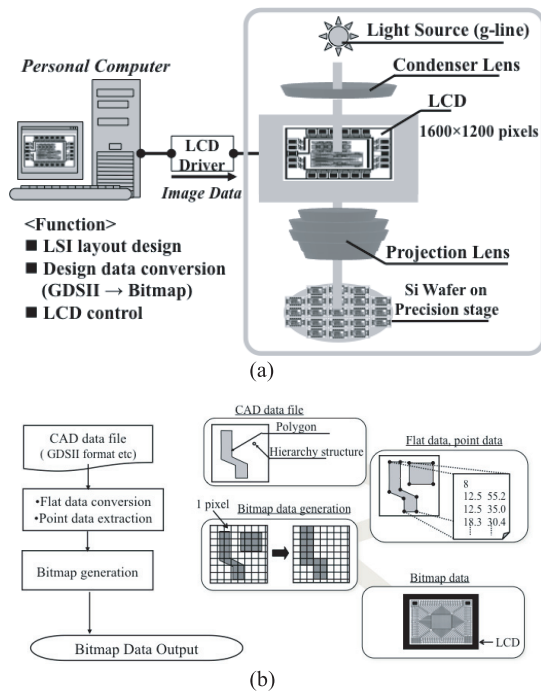 Light Source (g-line)
Personal Computer
Condenser Lens
LCD
1600×1200 pixels
LCD
Driver
Image Data
<Function>
■ LSI layout design
■ Design data conversion
(GDSII → Bitmap)
■ LCD control
Projection Lens
Si Wafer on
Precision stage
(a)
CAD data file
( GDSII format etc)
•Flat data conversion
•Point data extraction
Bitmap generation
Bitmap Data Output
CAD data file
Polygon
Hierarchy structure
Flat data, point data
8
12.5 55.2
12.5 35.0
18.3 30.4
1 pixel
Bitmap data generation
Bitmap data
LCD
(b)